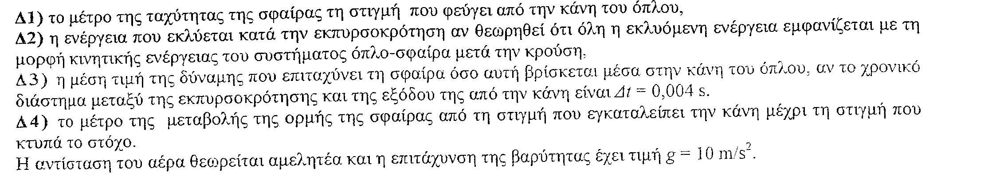 Δ1) το μέτρο της ταχύτητας της σφαίρας τη στιγμή που φεύγει από την κάνη του όπλου,
Δ2) η ενέργεια που εκλύεται κατά την εκπυρσοκρότηση αν θεωρηθεί ότι όλη η εκλυόμενη ενέργεια εμφανίζεται με τη
μορφή κινητικής ενέργειας του συστήματος όπλο-σφαίρα μετά την κρούση,
Δ3) η μέση τιμή της δύναμης που επιταχύνει τη σφαίρα όσο αυτή βρίσκεται μέσα στην κάνη του όπλου, αν το χρονικό
διάστημα μεταξύ της εκπυρσοκρότησης και της εξόδου της από την κάνη είναι Δt = 0,004 s.
Δ4) το μέτρο της μεταβολής της ορμής της σφαίρας από τη στιγμή που εγκαταλείπει την κάνη μέχρι τη στιγμή που
κτυπά το στόχο.
Η αντίσταση του αέρα θεωρείται αμελητέα και η επιτάχυνση της βαρύτητας έχει τιμή g = 10 m/s².